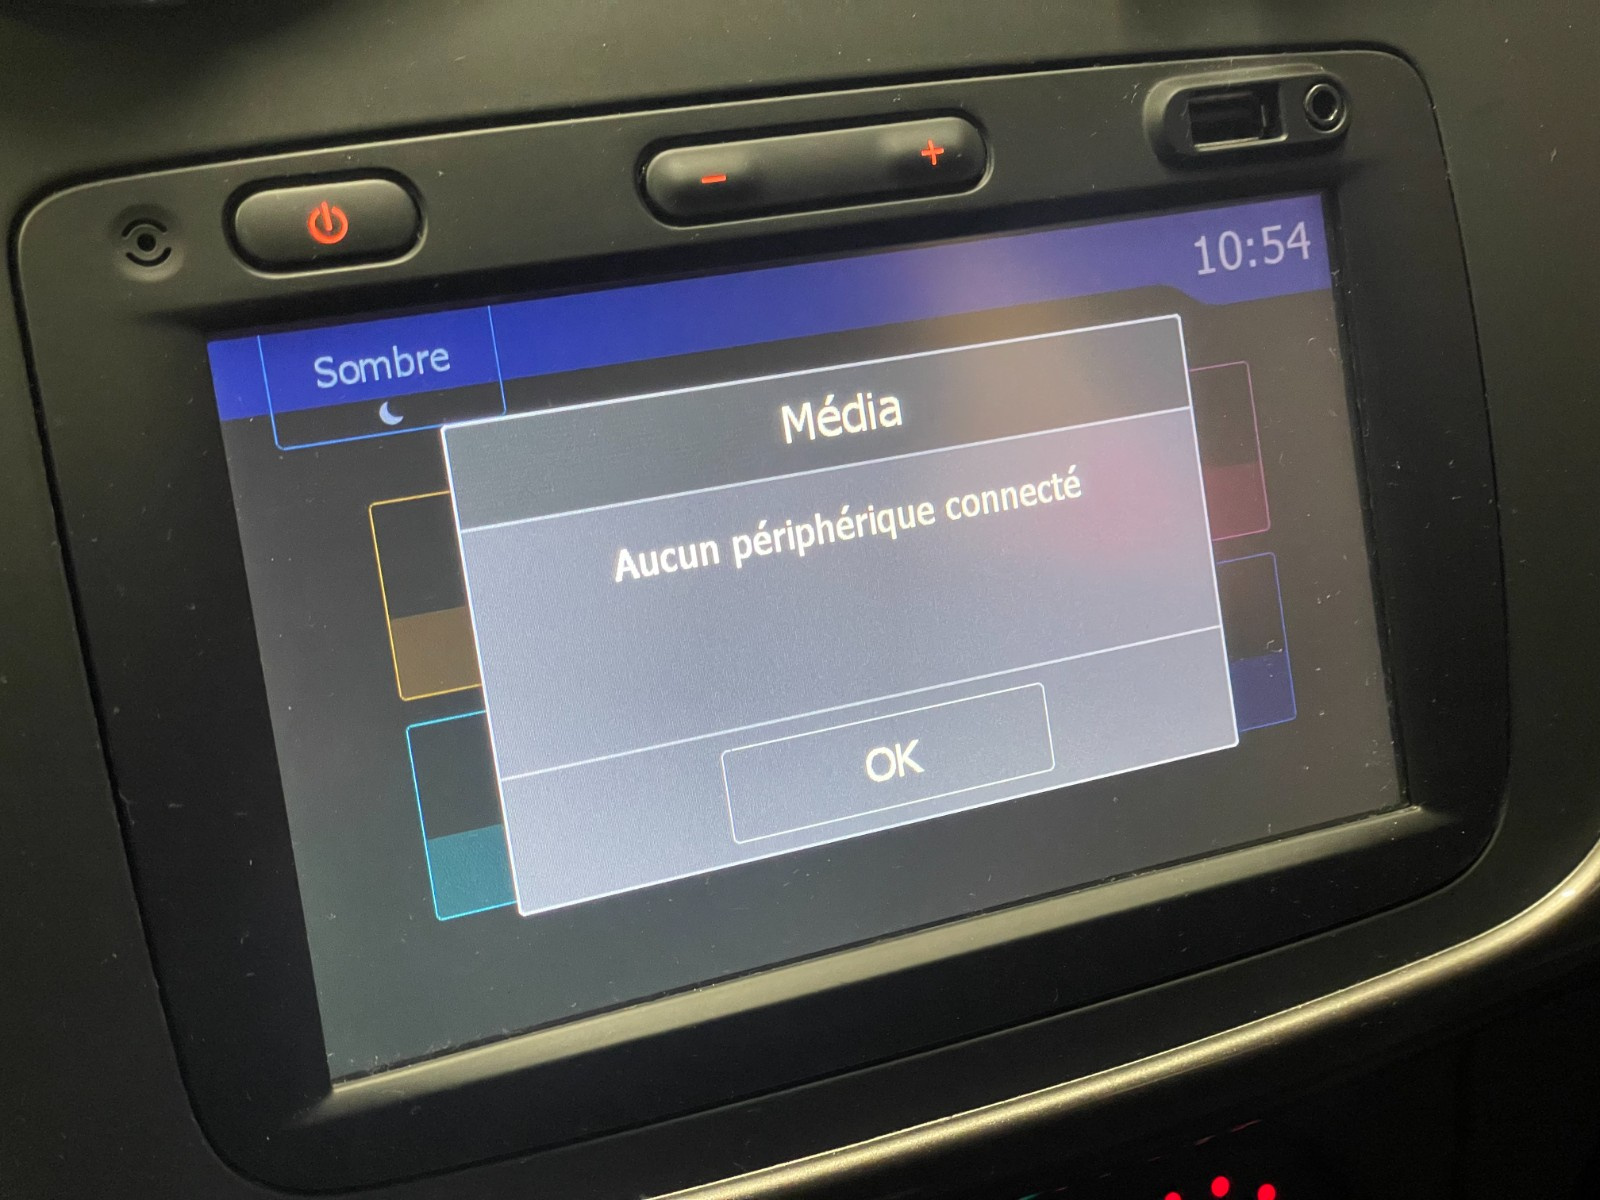 10:54
Sombre
Média
Aucun périphérique connecté
OK